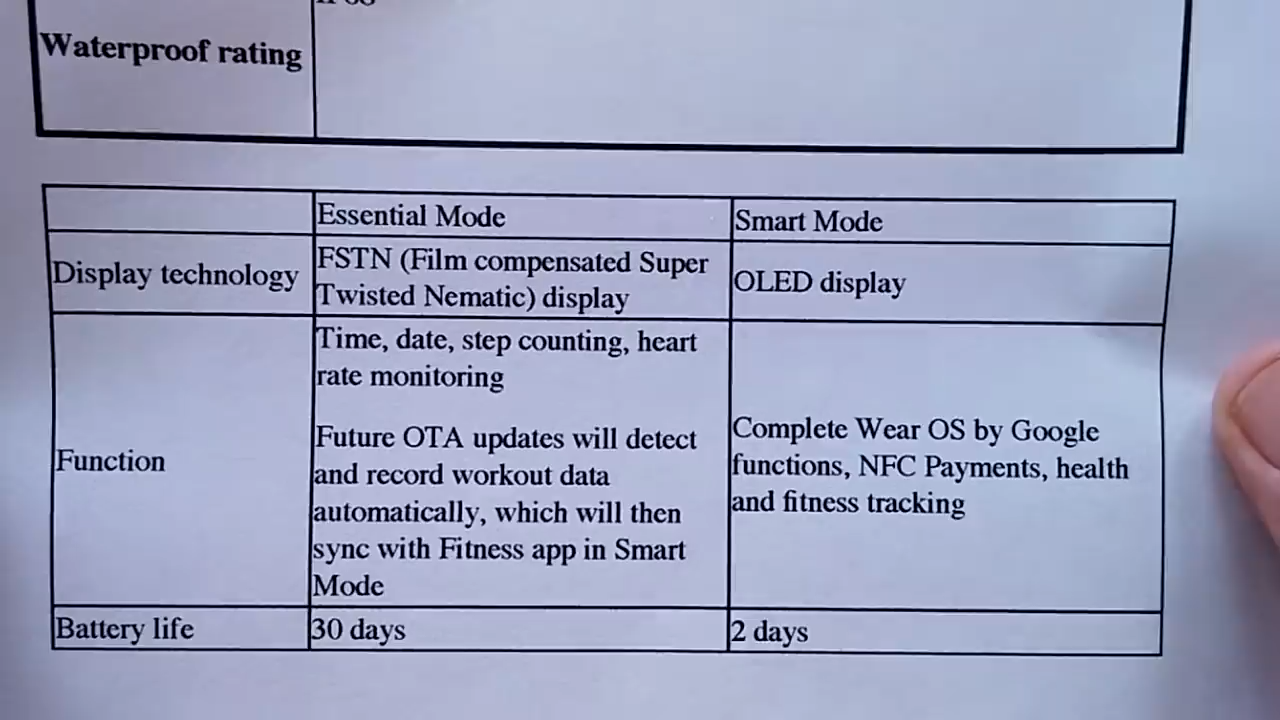 Waterproof rating
Essential Mode
Smart Mode
Display technology
FSTN (Film compensated Super
Twisted Nematic) display
OLED display
Function
Time, date, step counting, heart
rate monitoring
Future OTA updates will detect
and record workout data
automatically, which will then
sync with Fitness app in Smart
Mode
Complete Wear OS by Google
functions, NFC Payments, health
and fitness tracking
Battery life
30 days
2 days